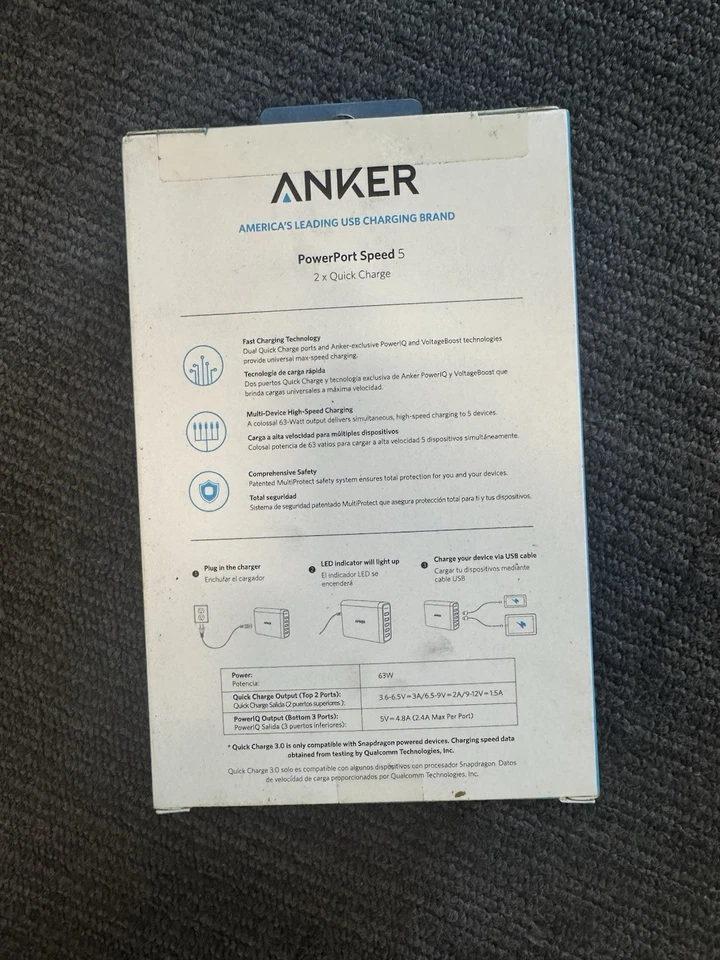 ANKER
AMERICA'S LEADING USB CHARGING BRAND
PowerPort Speed 5
2 x Quick Charge
Fast Charging Technology
Dual Quick Charge ports and Anker-exclusive PowerIQ and VoltageBoost technologies
provide universal max-speed charging.
Tecnología de carga rápida
Dos puertos Quick Charge y tecnología exclusiva de Anker PowerIQ y VoltageBoost que
brinda cargas universales a máxima velocidad.
Multi-Device High-Speed Charging
A colossal 63-Watt output delivers simultaneous, high-speed charging to 5 devices.
Carga a alta velocidad para múltiples dispositivos
Colosal potencia de 63 vatios para cargar a alta velocidad 5 dispositivos simultáneamente.
Comprehensive Safety
Patented MultiProtect safety system ensures total protection for you and your devices.
Total seguridad
Sistema de seguridad patentado MultiProtect que asegura protección total para ti y tus dispositivos.
1 Plug in the charger
Enchufar el cargador
2 LED indicator will light up
El indicador LED se
encenderá
3 Charge your device via USB cable
Cargar tu dispositivos mediante
cable USB
Power: 63W
Potencia:
* Quick Charge Output (Top 2 Ports): 3.6-6.5V⎓3A/6.5-9V⎓2A/9-12V⎓1.5A
Quick Charge Salida (2 puertos superiores):
PowerIQ Output (Bottom 3 Ports): 5V⎓4.8A (2.4A Max Per Port)
PowerIQ Salida (3 puertos inferiores):
* Quick Charge 3.0 is only compatible with Snapdragon powered devices. Charging speed data
obtained from testing by Qualcomm Technologies, Inc.
Quick Charge 3.0 solo es compatible con algunos dispositivos con procesador Snapdragon. Datos
de velocidad de carga proporcionados por Qualcomm Technologies, Inc.